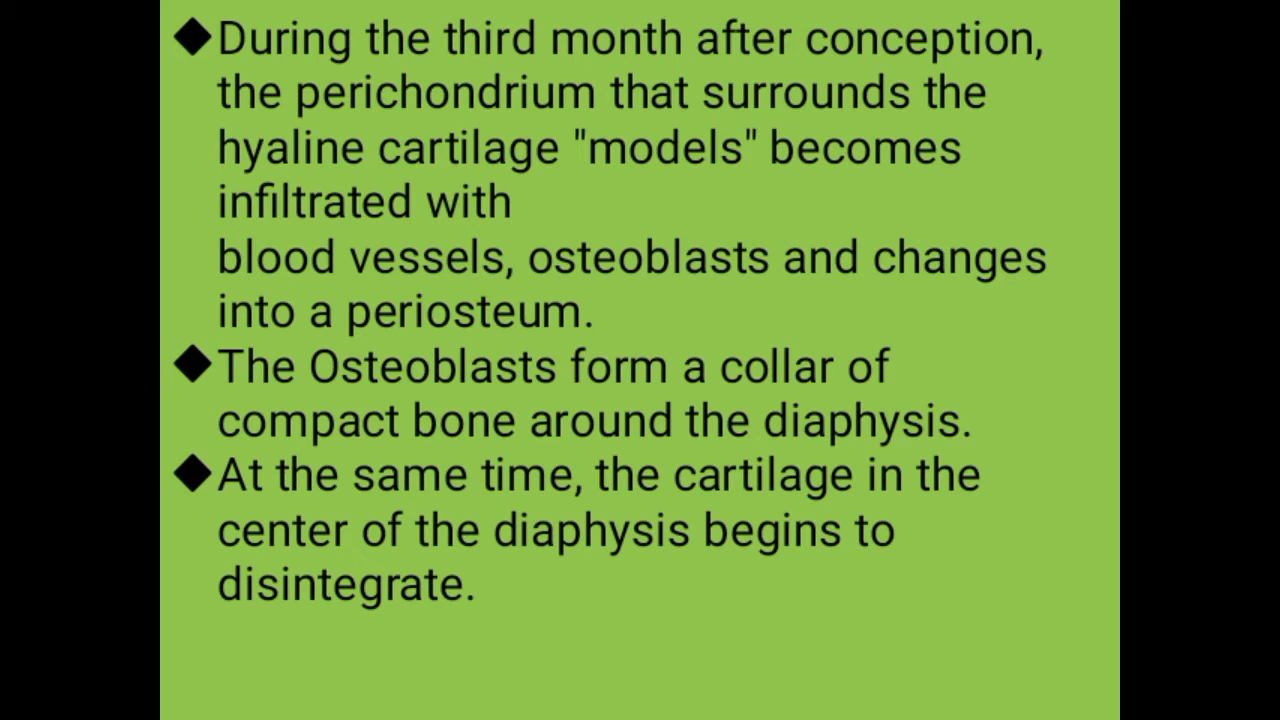 ◆During the third month after conception,
the perichondrium that surrounds the
hyaline cartilage "models" becomes
infiltrated with
blood vessels, osteoblasts and changes
into a periosteum.
◆The Osteoblasts form a collar of
compact bone around the diaphysis.
◆At the same time, the cartilage in the
center of the diaphysis begins to
disintegrate.